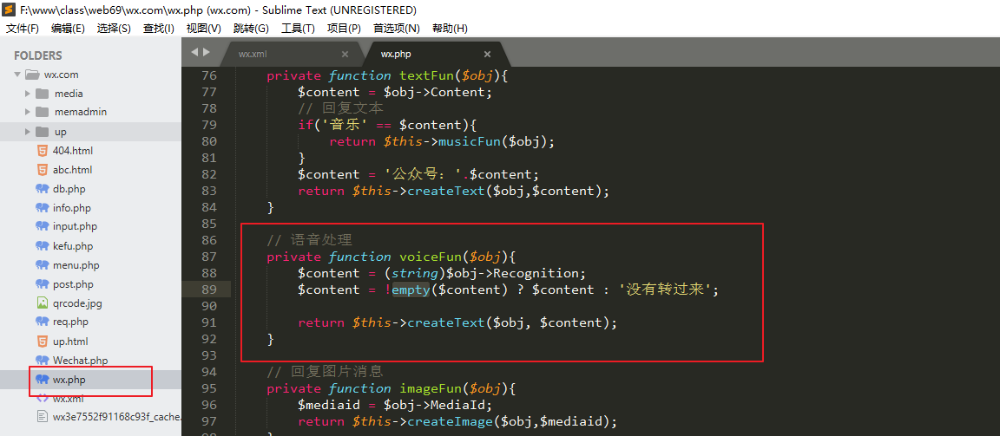 F:\www\class\web69\wx.com\wx.php (wx.com) - Sublime Text (UNREGISTERED)
文件(F) 编辑(E) 选择(S) 查找(I) 视图(V) 跳转(G) 工具(T) 项目(P) 首选项(N) 帮助(H)
FOLDERS
wx.com
media
memadmin
up
404.html
abc.html
db.php
info.php
input.php
kefu.php
menu.php
post.php
qrcode.jpg
req.php
up.html
Wechat.php
wx.php
wx.xml
wx3e7552f91168c93f_cache.
wx.xml × wx.php ×
76 private function textFun($obj){
77 $content = $obj->Content;
78 // 回复文本
79 if('音乐' == $content){
80 return $this->musicFun($obj);
81 }
82 $content = '公众号：'.$content;
83 return $this->createText($obj,$content);
84 }
85
86 // 语音处理
87 private function voiceFun($obj){
88 $content = (string)$obj->Recognition;
89 $content = !empty($content) ? $content : '没有转过来';
90
91 return $this->createText($obj, $content);
92 }
93
94 // 回复图片消息
95 private function imageFun($obj){
96 $mediaid = $obj->MediaId;
97 return $this->createImage($obj,$mediaid);
98 }